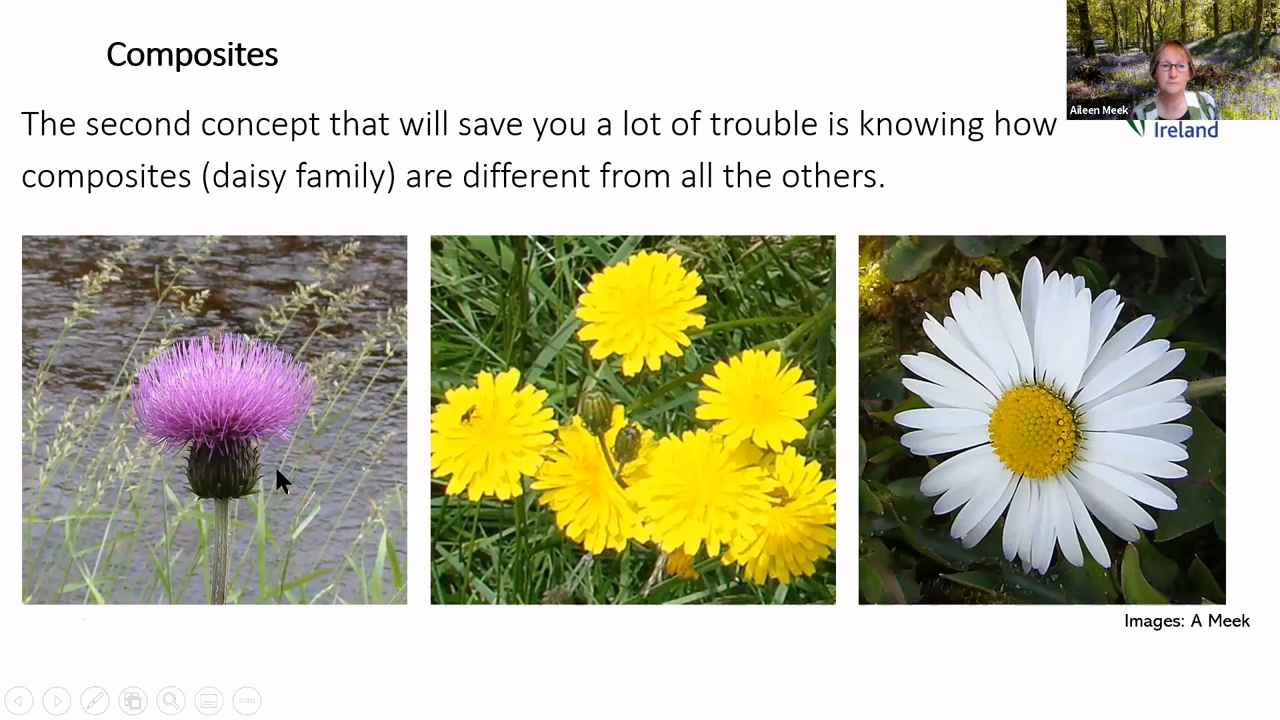 Composites
The second concept that will save you a lot of trouble is knowing how
composites (daisy family) are different from all the others.
Aileen Meek
Ireland
Images: A Meek